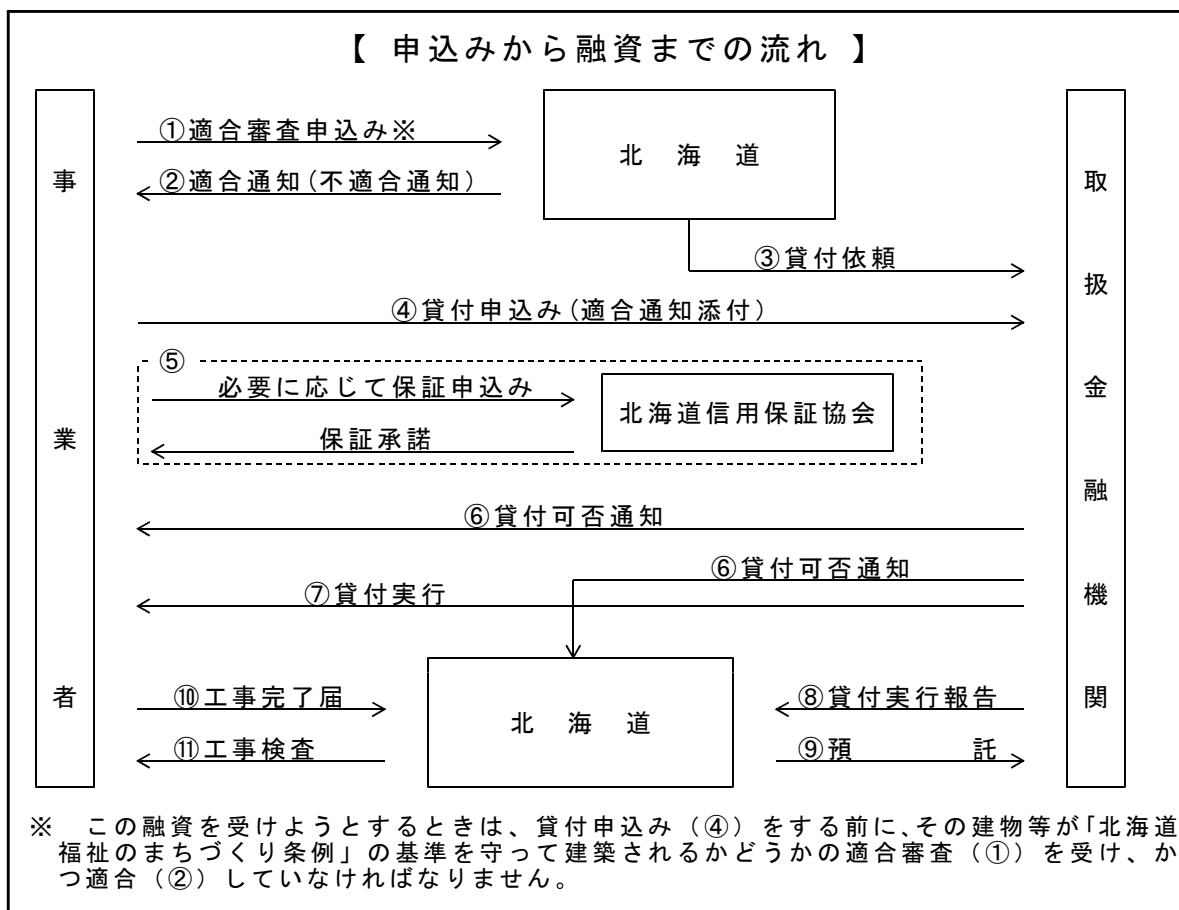 【 申込みから融資までの流れ 】
①適合審査申込み※
北 海 道
②適合通知(不適合通知)
③貸付依頼
④貸付申込み(適合通知添付)
⑤
必要に応じて保証申込み
北海道信用保証協会
保証承諾
⑥貸付可否通知
⑥貸付可否通知
⑦貸付実行
⑩工事完了届
北 海 道
⑧貸付実行報告
⑪工事検査
⑨預 託
事業者
取扱金融機関
※ この融資を受けようとするときは、貸付申込み(④)をする前に、その建物等が「北海道
福祉のまちづくり条例」の基準を守って建築されるかどうかの適合審査(①)を受け、か
つ適合(②)していなければなりません。